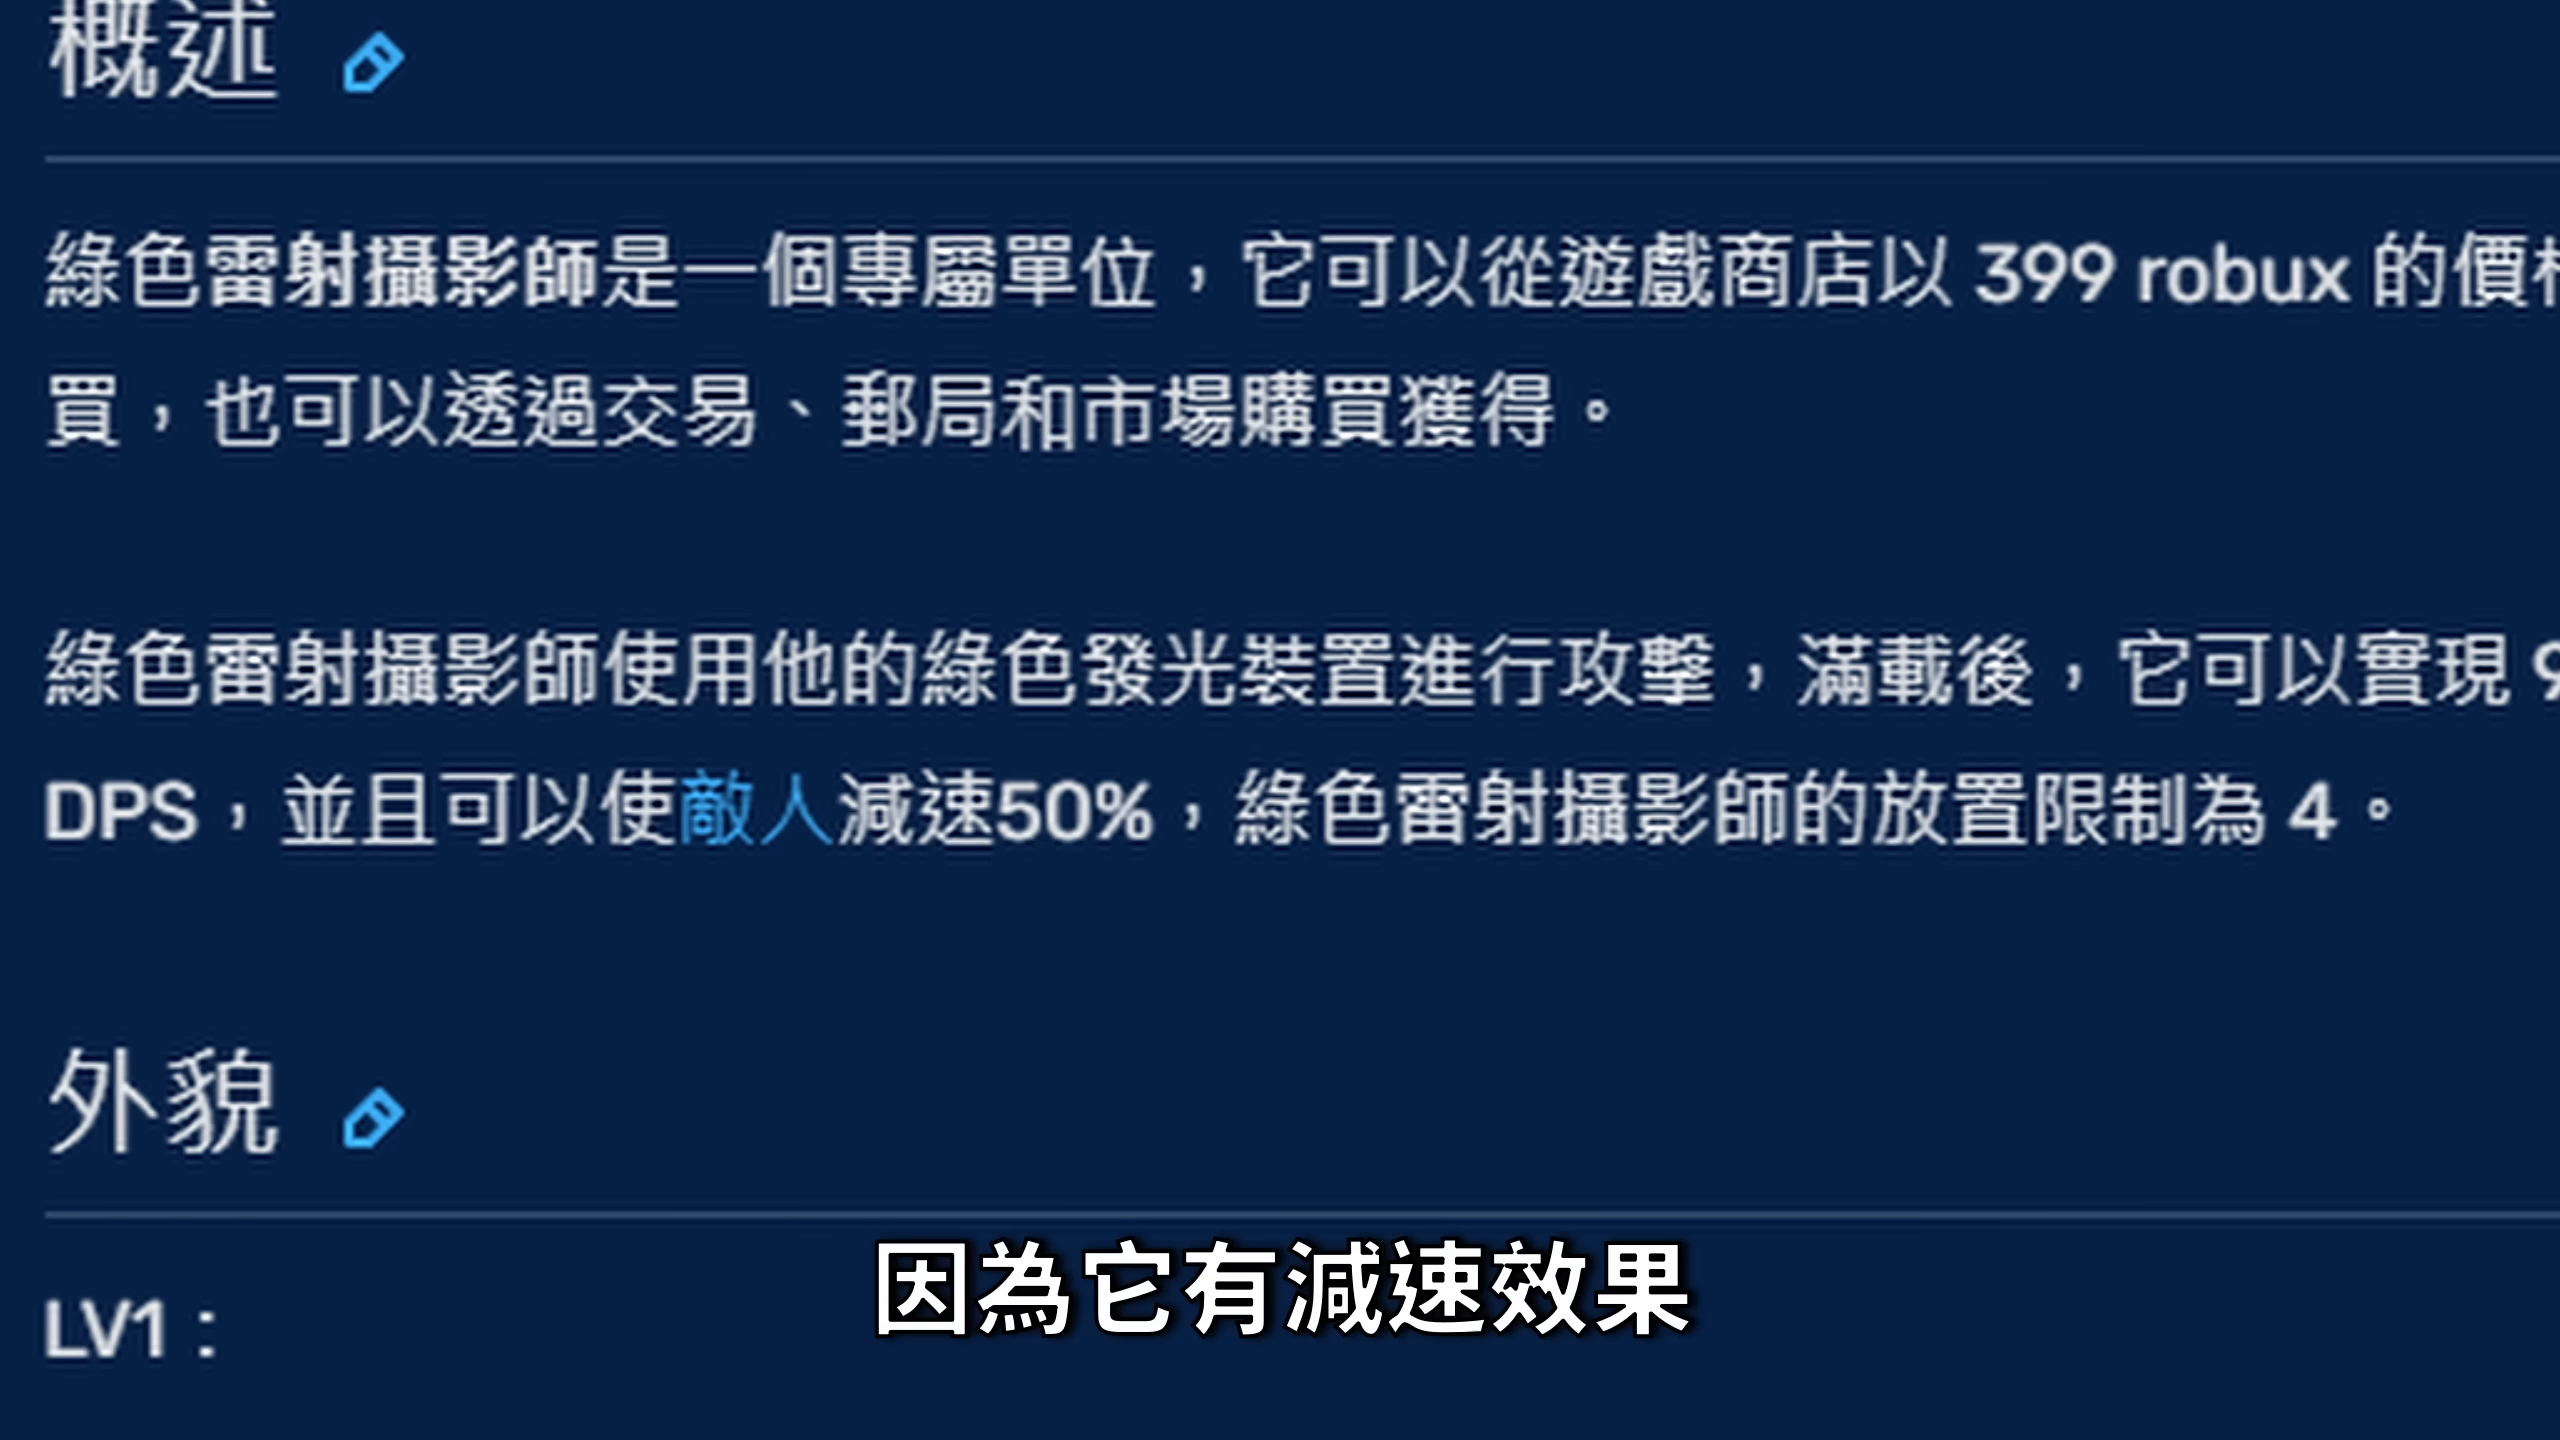 概述
綠色雷射攝影師是一個專屬單位，它可以從遊戲商店以 399 robux 的價
買，也可以透過交易、郵局和市場購買獲得。
綠色雷射攝影師使用他的綠色發光裝置進行攻擊，滿載後，它可以實現
DPS，並且可以使敵人減速50%，綠色雷射攝影師的放置限制為 4。
外貌
LV1：
因為它有減速效果